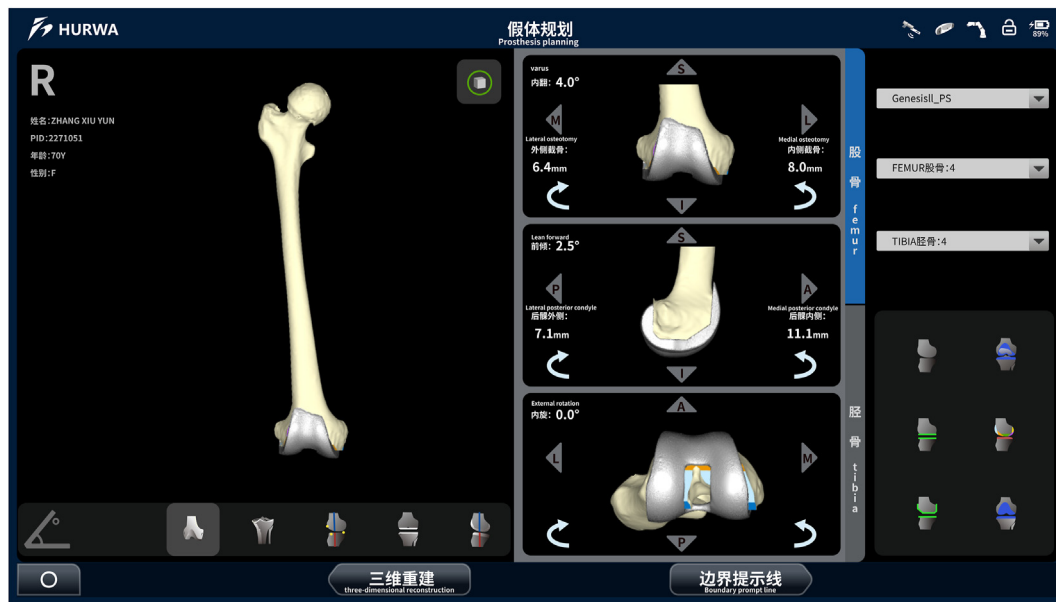 HURWA
假体规划
Prosthesis planning
89%
R
姓名:ZHANG XIU YUN
PID:2271051
年龄:70Y
性别:F
varus
内翻: 4.0°
S
M
L
Lateral osteotomy
外侧截骨:
6.4mm
Medial osteotomy
内侧截骨:
8.0mm
I
Lean forward
前倾: 2.5°
S
P
A
Lateral posterior condyle
后髁外侧:
7.1mm
Medial posterior condyle
后髁内侧:
11.1mm
I
External rotation
内旋: 0.0°
A
L
M
P
股骨 femur
胫骨 tibia
GenesisII_PS
FEMUR股骨:4
TIBIA胫骨:4
三维重建
three-dimensional reconstruction
边界提示线
Boundary prompt line